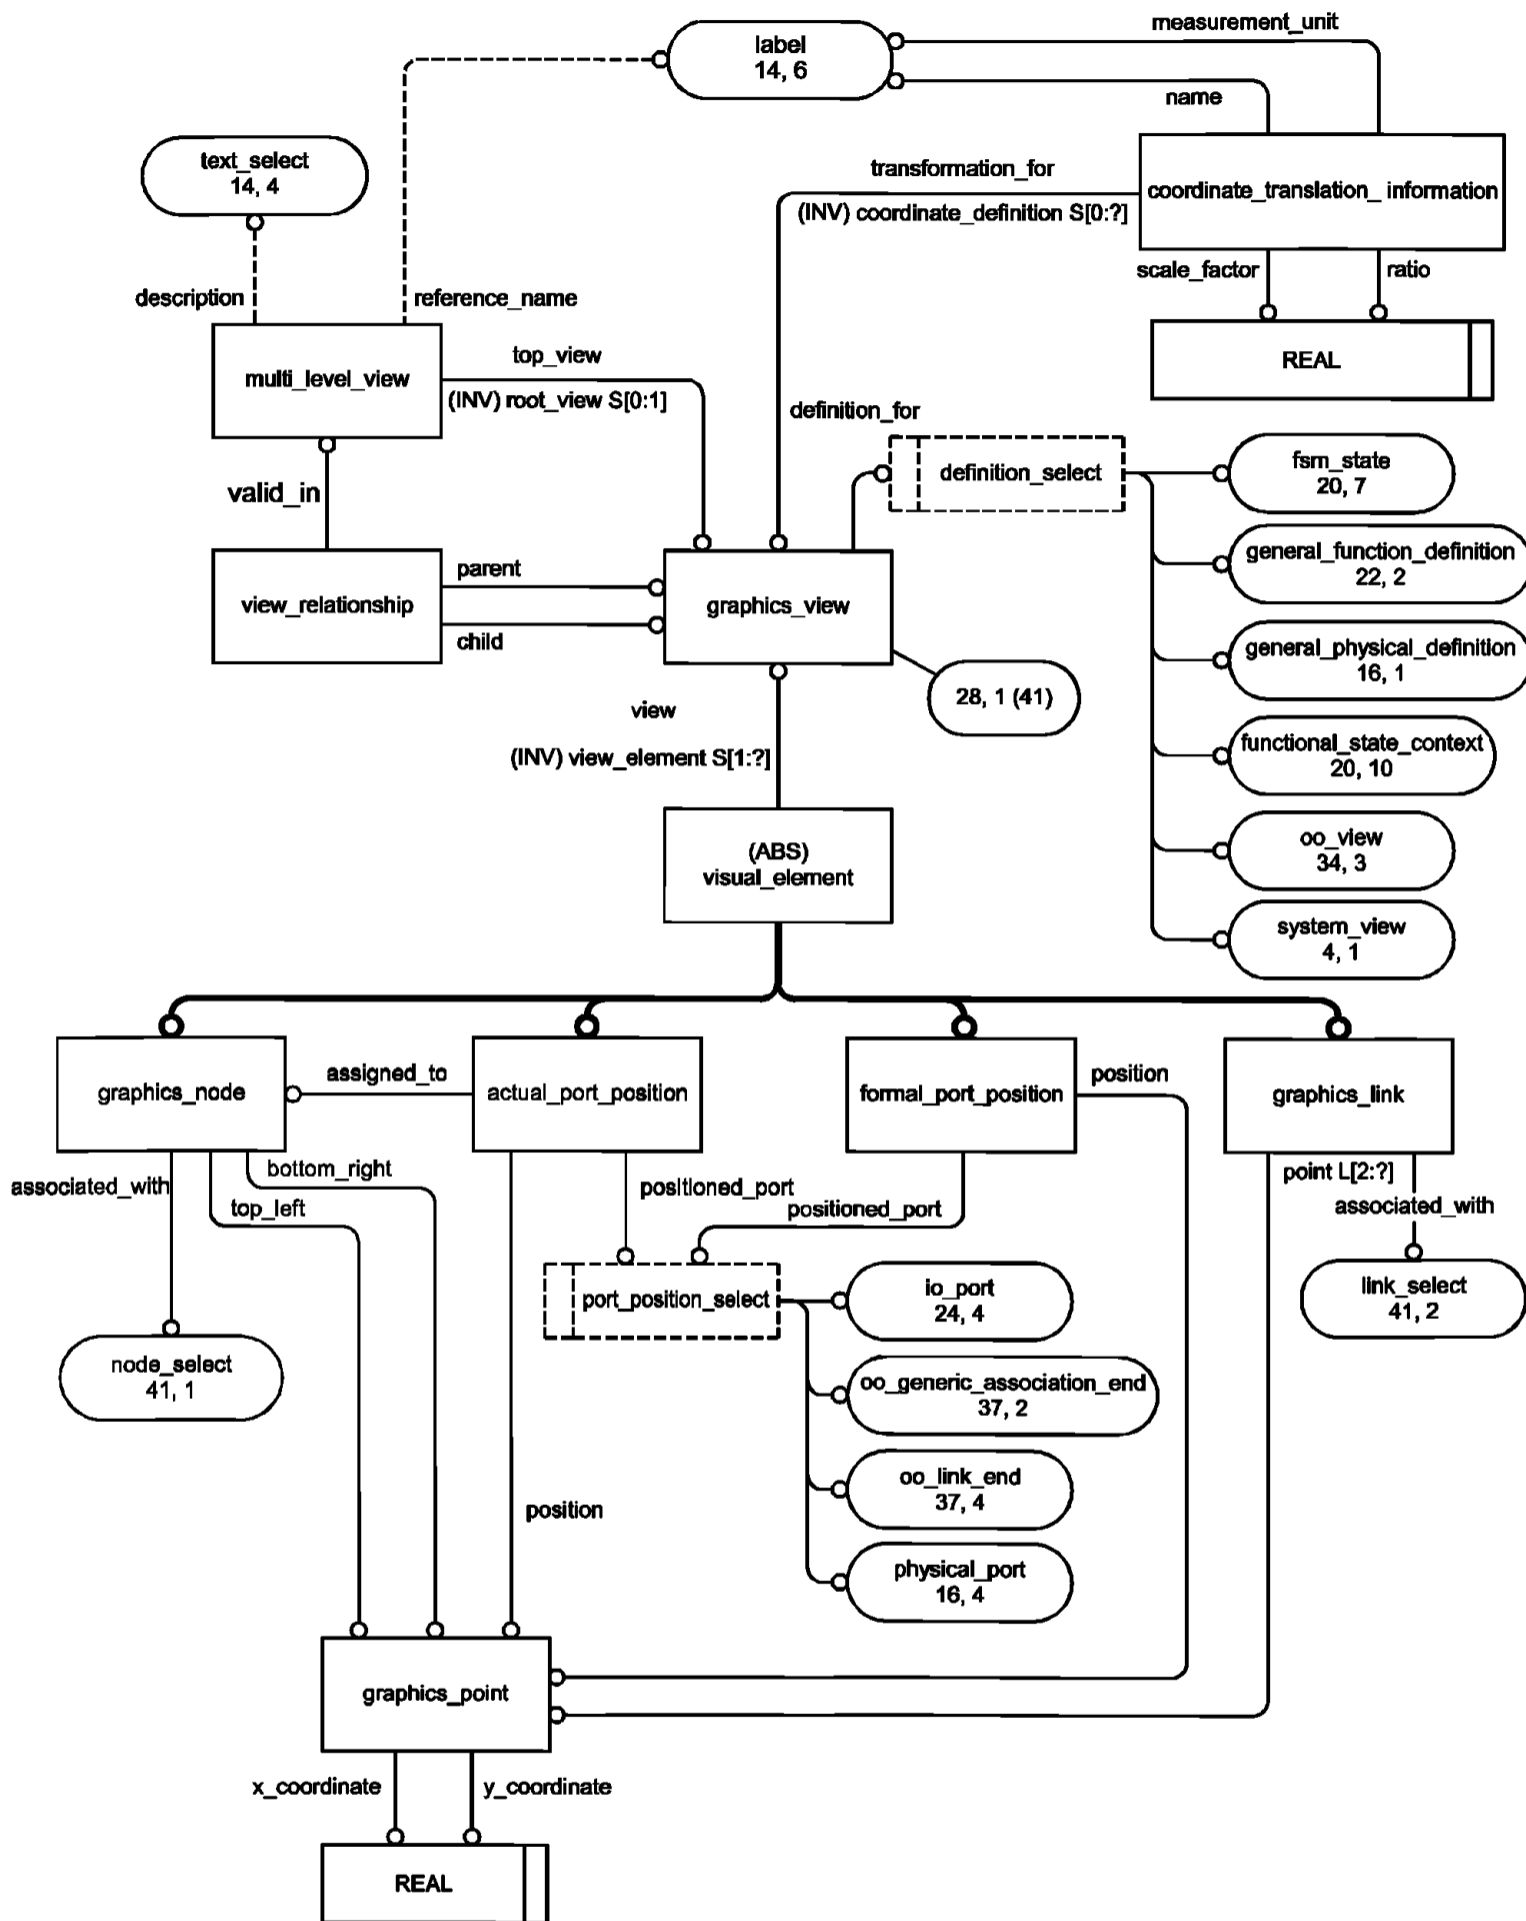 measurement_unit
label
14, 6
name
text_select
14, 4
transformation_for
coordinate_translation_ information
(INV) coordinate_definition S[0:?]
scale_factor
ratio
description
reference_name
REAL
top_view
multi_level_view
(INV) root_view S[0:1]
definition_for
definition_select
fsm_state
20, 7
valid_in
general_function_definition
22, 2
parent
view_relationship
graphics_view
child
general_physical_definition
16, 1
28, 1 (41)
view
(INV) view_element S[1:?]
functional_state_context
20, 10
(ABS)
visual_element
oo_view
34, 3
system_view
4, 1
graphics_node
assigned_to
actual_port_position
formal_port_position
position
graphics_link
associated_with
bottom_right
top_left
positioned_port
positioned_port
point L[2:?]
associated_with
port_position_select
io_port
24, 4
link_select
41, 2
node_select
41, 1
oo_generic_association_end
37, 2
oo_link_end
37, 4
position
physical_port
16, 4
graphics_point
x_coordinate
y_coordinate
REAL